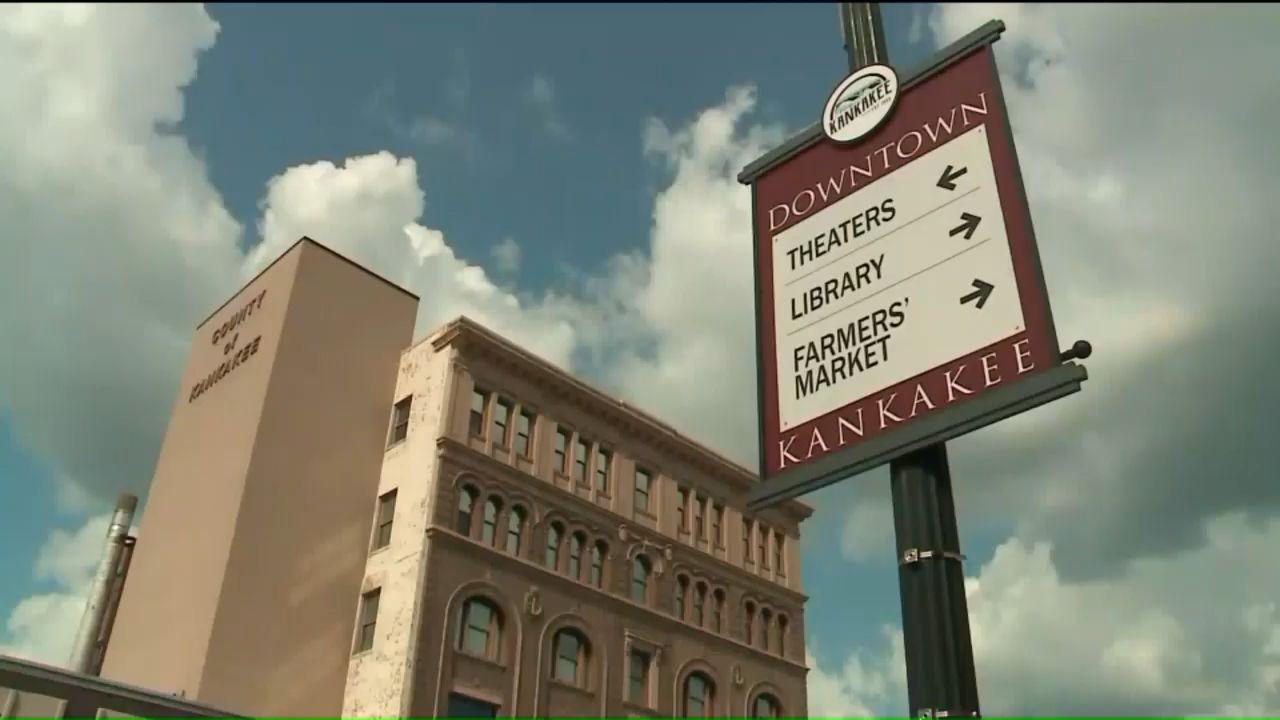 COUNTY
of
KANKAKEE
KANKAKEE
DOWNTOWN
THEATERS ←
LIBRARY →
FARMERS' →
MARKET
KANKAKEE